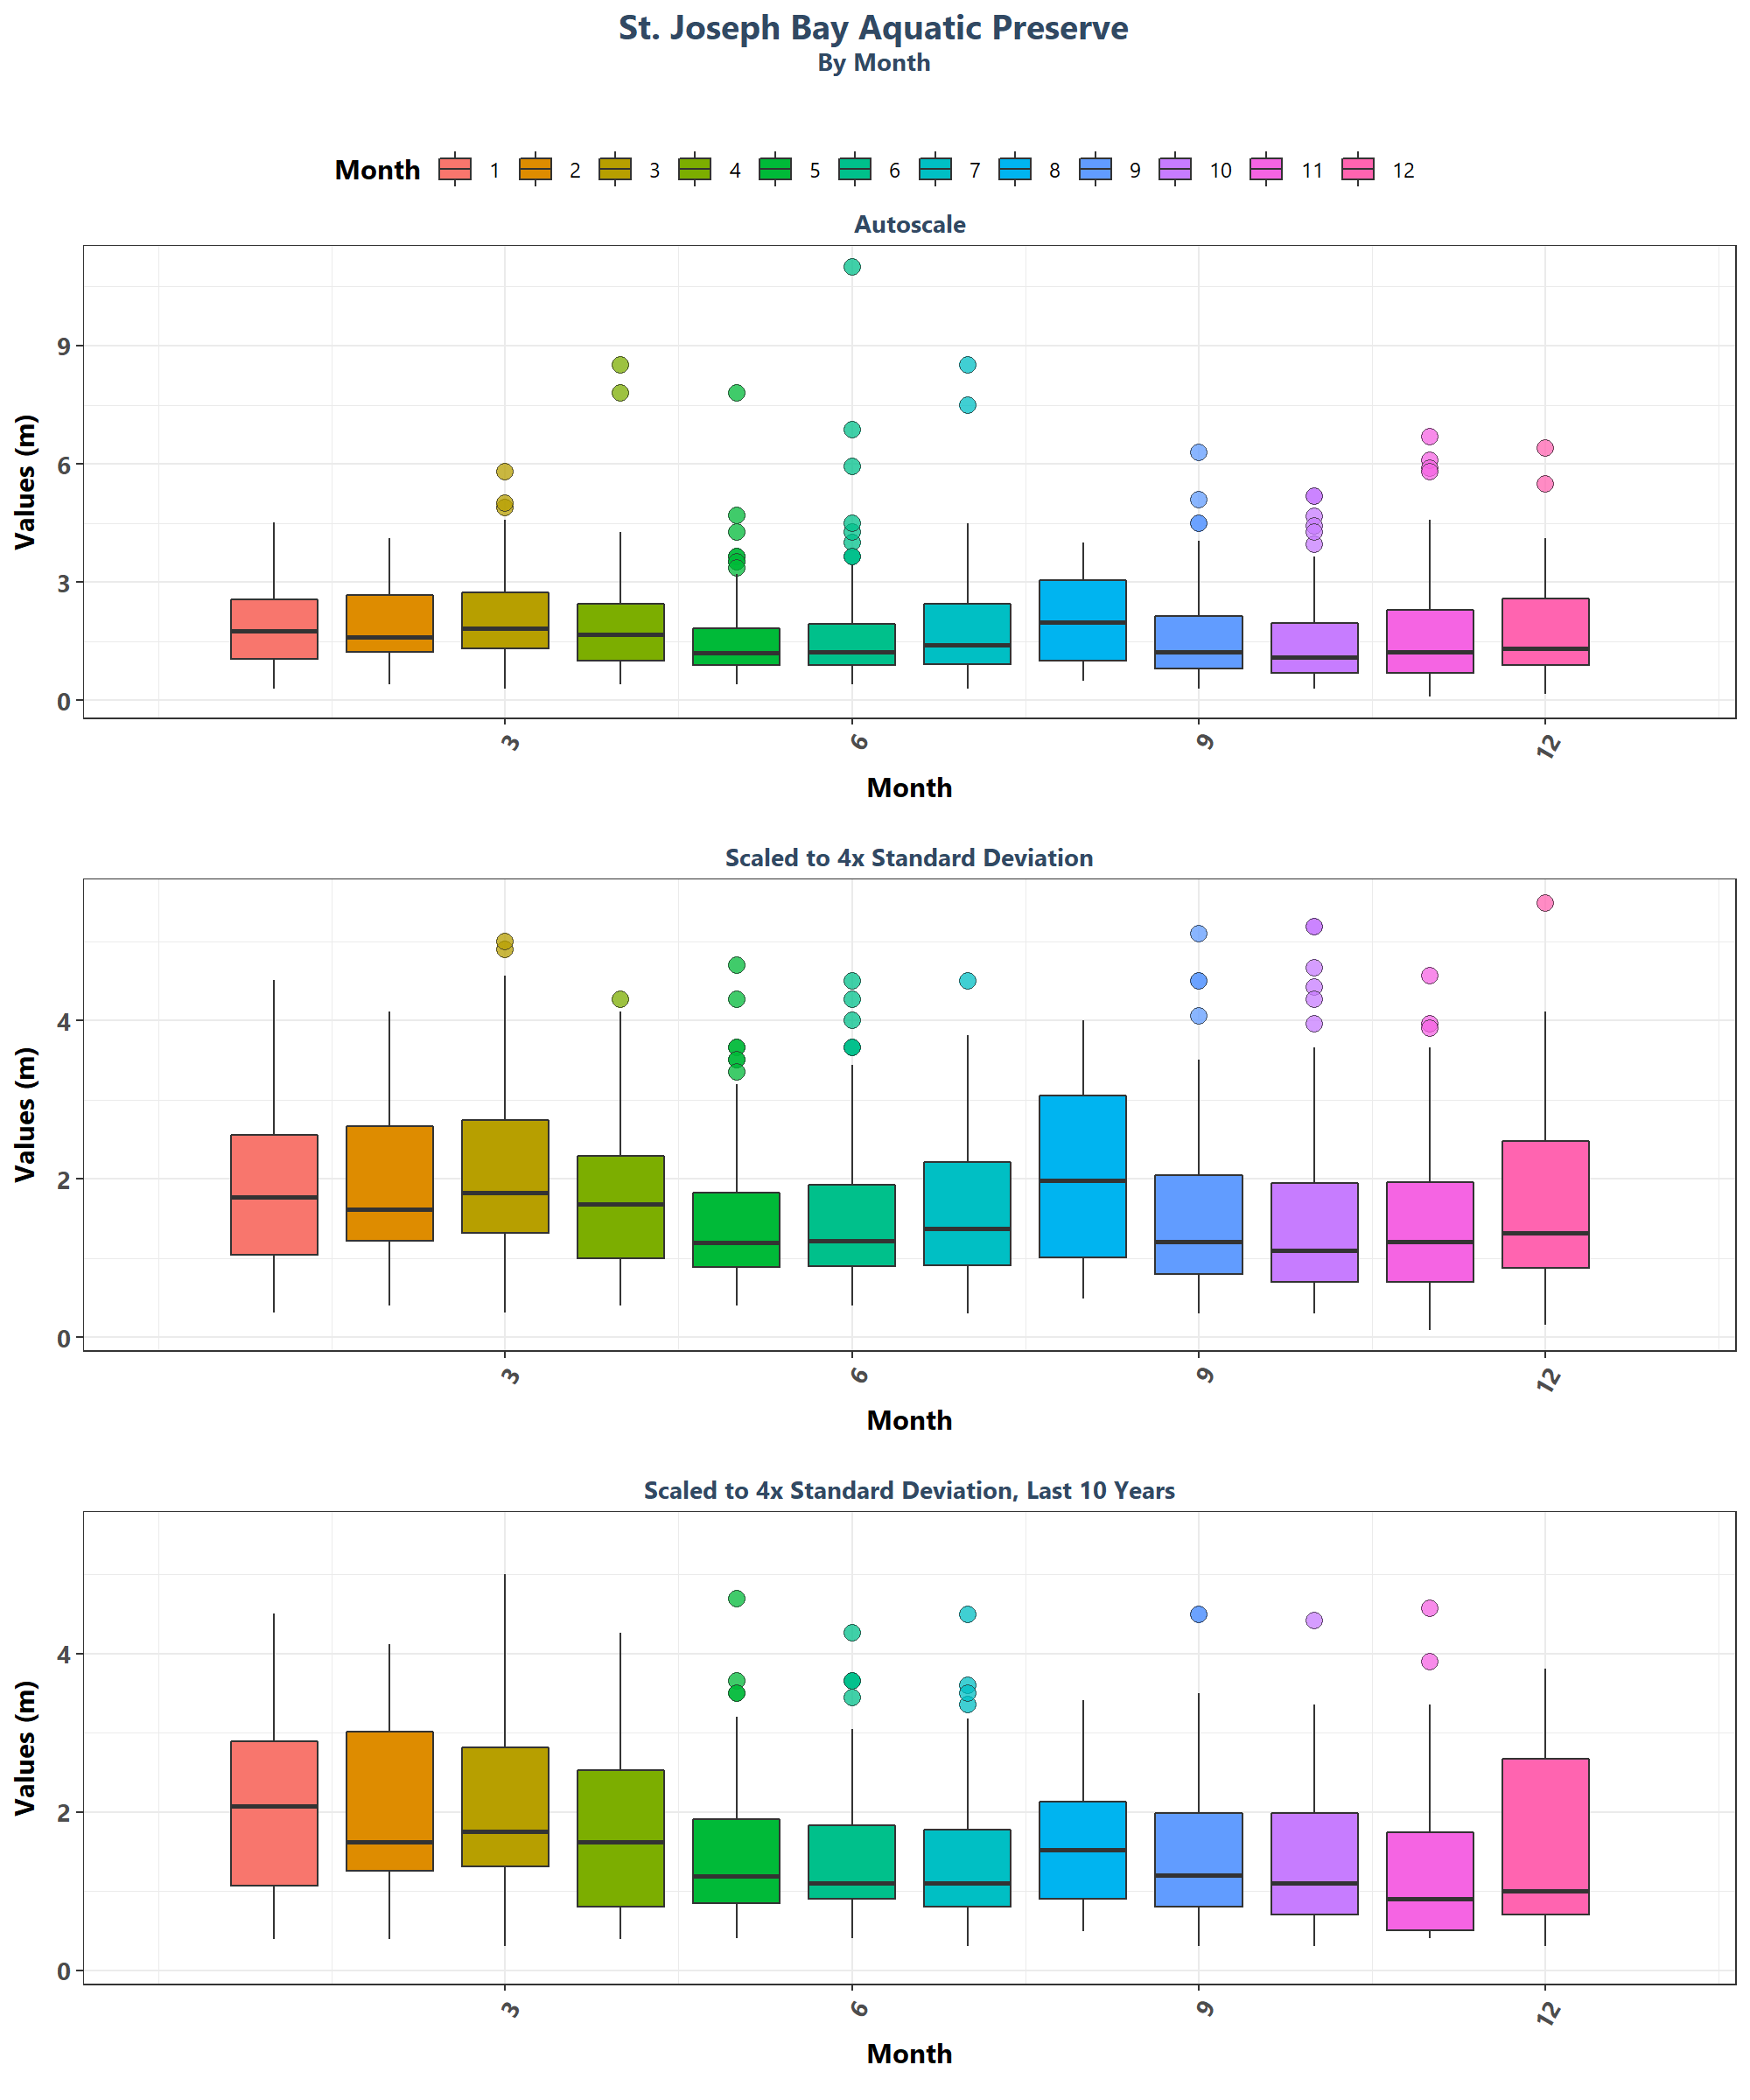 St. Joseph Bay Aquatic Preserve
By Month
Month 1 2 3 4 5 6 7 8 9 10 11 12
Autoscale
Values (m)
9
6
3
0
3 6 9 12
Month
Scaled to 4x Standard Deviation
Values (m)
4
2
0
3 6 9 12
Month
Scaled to 4x Standard Deviation, Last 10 Years
Values (m)
4
2
0
3 6 9 12
Month